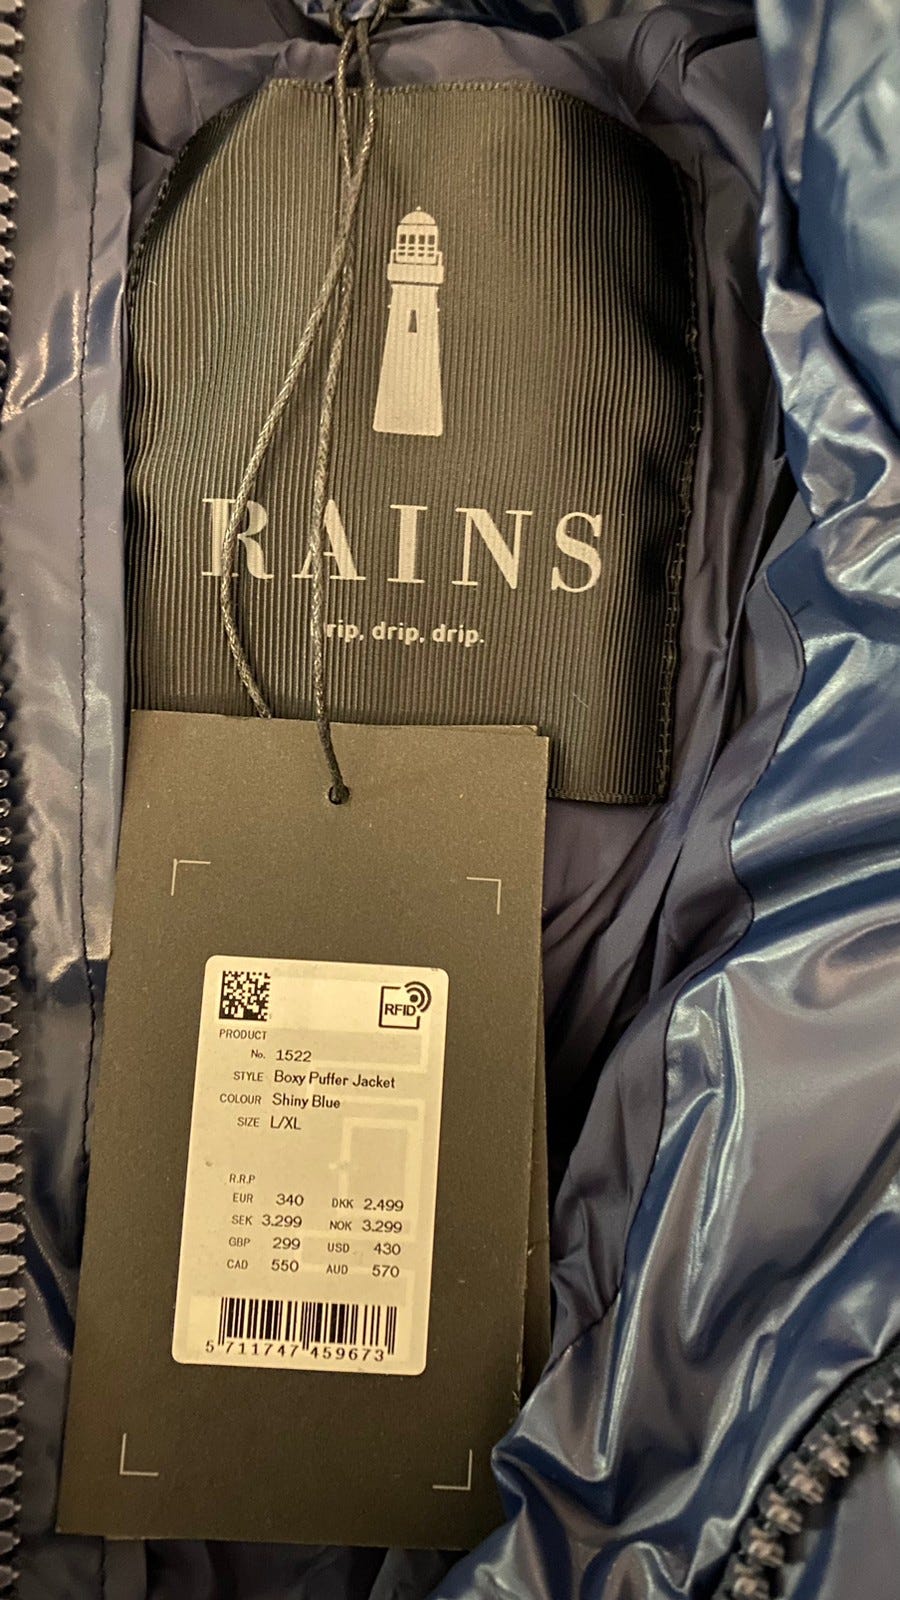 RAINS
drip, drip, drip.
RFID
PRODUCT
No. 1522
STYLE Boxy Puffer Jacket
COLOUR Shiny Blue
SIZE L/XL
R.R.P
EUR 340 DKK 2.499
SEK 3.299 NOK 3.299
GBP 299 USD 430
CAD 550 AUD 570
5 711747 459673